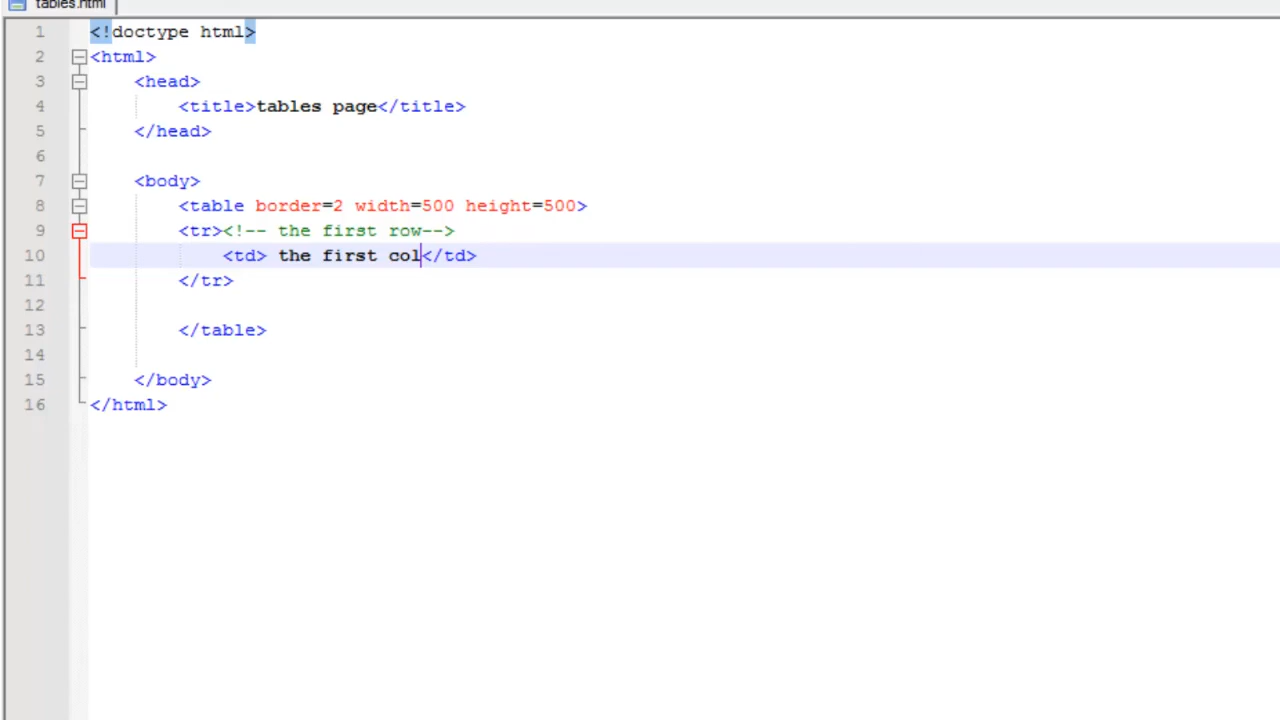 tables.html
1 <!doctype html>
2 <html>
3 <head>
4 <title>tables page</title>
5 </head>
6
7 <body>
8 <table border=2 width=500 height=500>
9 <tr><!-- the first row-->
10 <td> the first col</td>
11 </tr>
12
13 </table>
14
15 </body>
16 </html>